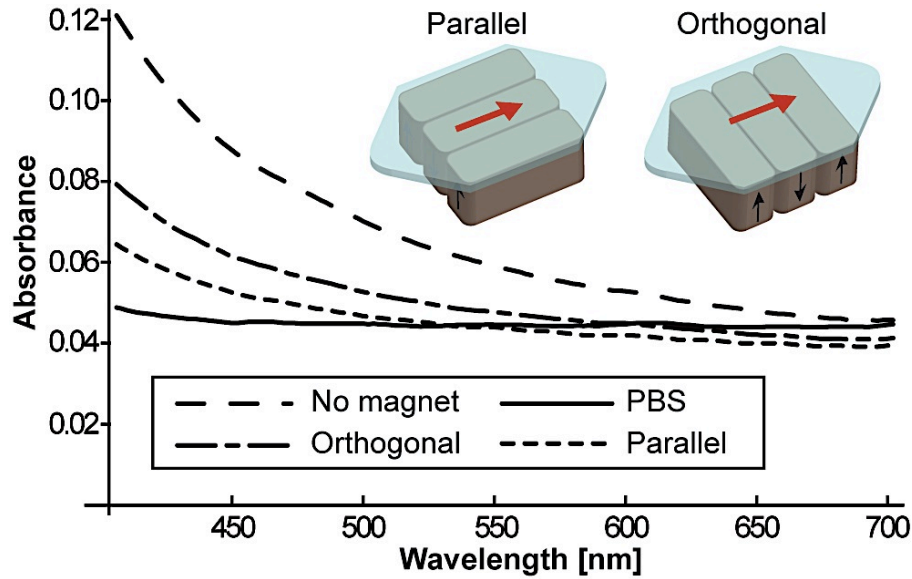 Parallel Orthogonal
0.12
0.10
0.08
0.06
0.04
0.02
Absorbance
No magnet PBS
Orthogonal Parallel
450 500 550 600 650 700
Wavelength [nm]